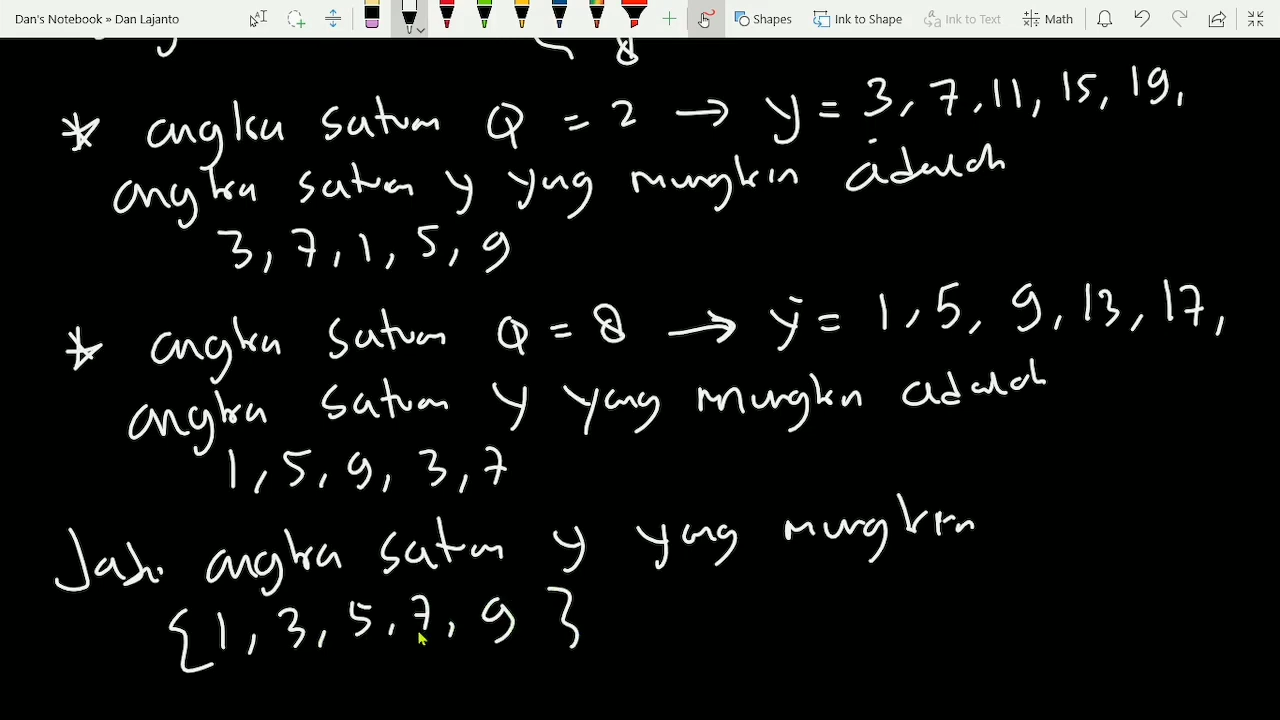 Dan's Notebook » Dan Lajanto
Shapes Ink to Shape Ink to Text Math
8
* angka satuan Q = 2 → y = 3, 7, 11, 15, 19,
angka satuan y yng mungkin adalah
3, 7, 1, 5, 9
* angka satuan Q = 8 → y = 1, 5, 9, 13, 17,
angka satuan y yang mungkin adalah
1, 5, 9, 3, 7
Jadi angka satuan y yang mungkin
{1, 3, 5, 7, 9}